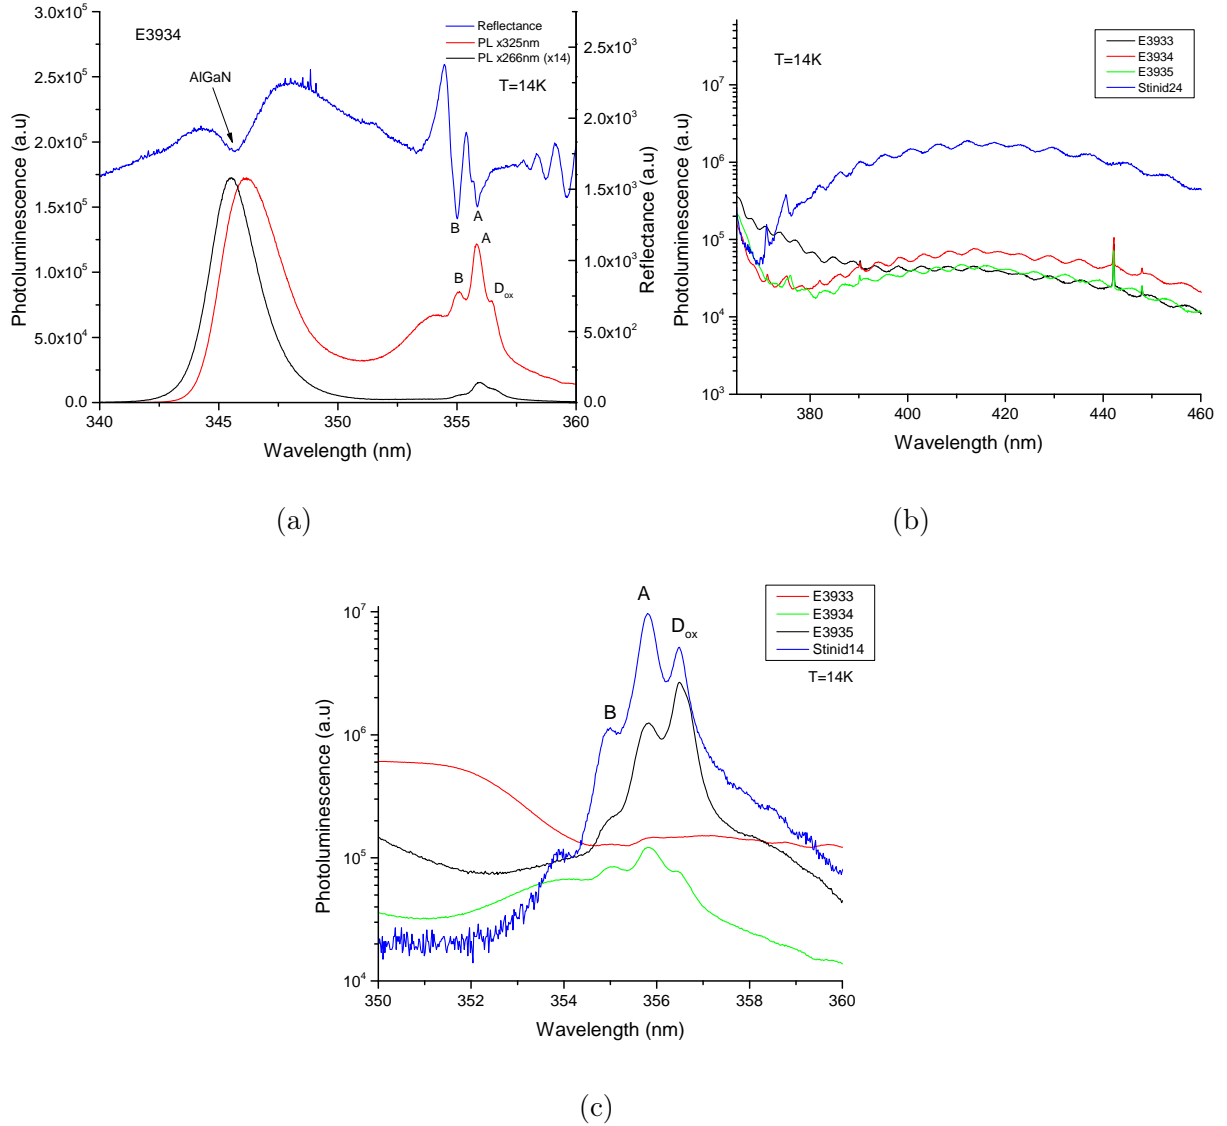 E3934
Reflectance
PL x325nm
PL x266nm (x14)
T=14K
AlGaN
B
A
A
B
D_ox
3.0x10^5
2.5x10^5
2.0x10^5
1.5x10^5
1.0x10^5
5.0x10^4
0.0
Photoluminescence (a.u)
2.5x10^3
2.0x10^3
1.5x10^3
1.0x10^3
5.0x10^2
0.0
Reflectance (a.u)
340 345 350 355 360
Wavelength (nm)
(a)
T=14K
E3933
E3934
E3935
Stinid24
10^7
10^6
10^5
10^4
10^3
Photoluminescence (a.u)
380 400 420 440 460
Wavelength (nm)
(b)
A
B
D_ox
E3933
E3934
E3935
Stinid14
T=14K
10^7
10^6
10^5
10^4
Photoluminescence (a.u)
350 352 354 356 358 360
Wavelength (nm)
(c)